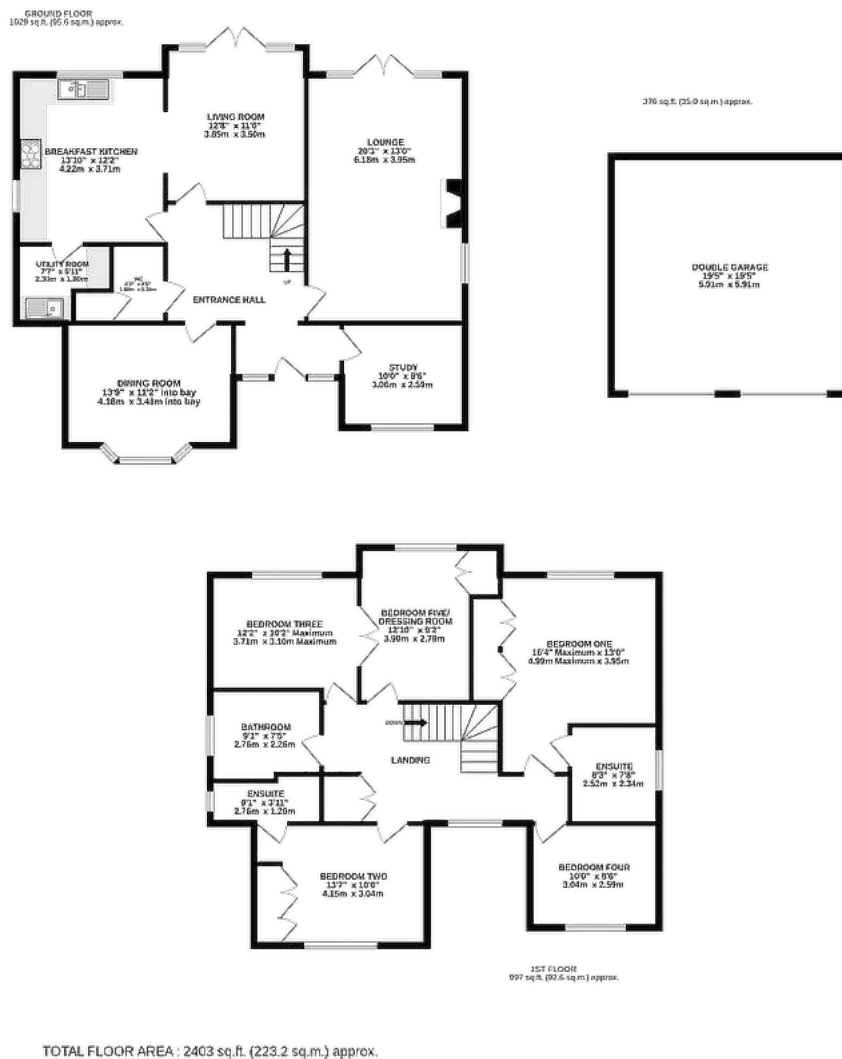 GROUND FLOOR
1029 sq.ft. (95.6 sq.m.) approx.
376 sq.ft. (35.0 sq.m.) approx.
LIVING ROOM
12'8" x 11'6"
3.85m x 3.50m
LOUNGE
20'3" x 13'0"
6.18m x 3.95m
BREAKFAST KITCHEN
13'10" x 12'2"
4.22m x 3.71m
DOUBLE GARAGE
19'5" x 19'5"
5.91m x 5.91m
UTILITY ROOM
7'7" x 5'11"
2.30m x 1.80m
WC
UP
ENTRANCE HALL
STUDY
10'0" x 8'6"
3.06m x 2.59m
DINING ROOM
13'9" x 11'2" into bay
4.18m x 3.41m into bay
BEDROOM THREE
12'2" x 10'2" Maximum
3.71m x 3.10m Maximum
BEDROOM FIVE/
DRESSING ROOM
12'10" x 9'2"
3.90m x 2.79m
BEDROOM ONE
16'4" Maximum x 13'0"
4.99m Maximum x 3.95m
BATHROOM
9'1" x 7'5"
2.76m x 2.26m
DOWN
LANDING
ENSUITE
8'3" x 7'8"
2.52m x 2.34m
ENSUITE
9'1" x 3'11"
2.76m x 1.20m
BEDROOM TWO
13'7" x 10'0"
4.15m x 3.04m
BEDROOM FOUR
10'0" x 8'6"
3.04m x 2.59m
1ST FLOOR
997 sq.ft. (92.6 sq.m.) approx.
TOTAL FLOOR AREA : 2403 sq.ft. (223.2 sq.m.) approx.